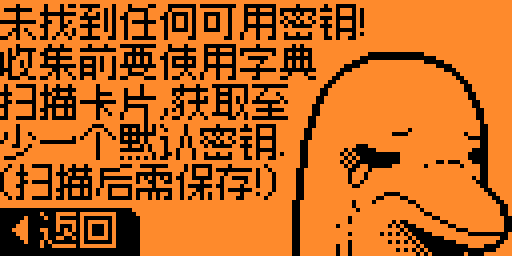 未找到任何可用密钥!
收集前要使用字典
扫描卡片,获取至
少一个默认密钥.
(扫描后需保存!)
返回